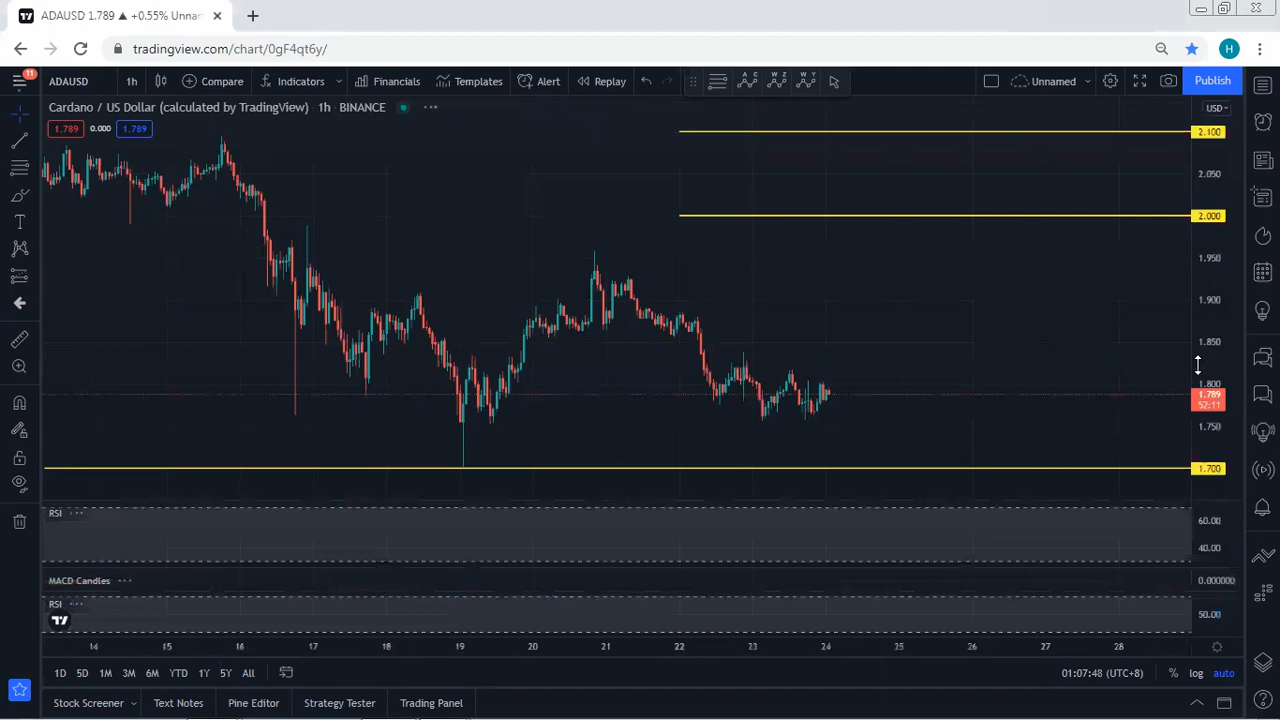 ADAUSD 1.789 ▲ +0.55% Unna
tradingview.com/chart/0gF4qt6y/
H
11
ADAUSD 1h Compare Indicators Financials Templates Alert Replay A C W Z W Y Unnamed Publish
Cardano / US Dollar (calculated by TradingView) · 1h · BINANCE
USD
1.789 0.000 1.789
2.100
2.050
2.000
1.950
1.900
1.850
1.800
1.789
52:11
1.750
1.700
RSI
60.00
40.00
MACD Candles
0.000000
RSI
50.00
14 15 16 17 18 19 20 21 22 23 24 25 26 27 28
1D 5D 1M 3M 6M YTD 1Y 5Y All 01:07:48 (UTC+8) % log auto
Stock Screener Text Notes Pine Editor Strategy Tester Trading Panel